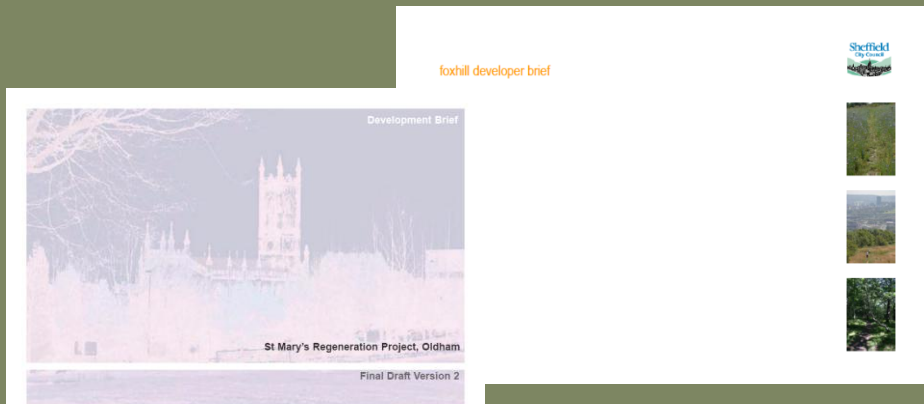 Sheffield
City Council
foxhill developer brief
Development Brief
St Mary's Regeneration Project, Oldham
Final Draft Version 2